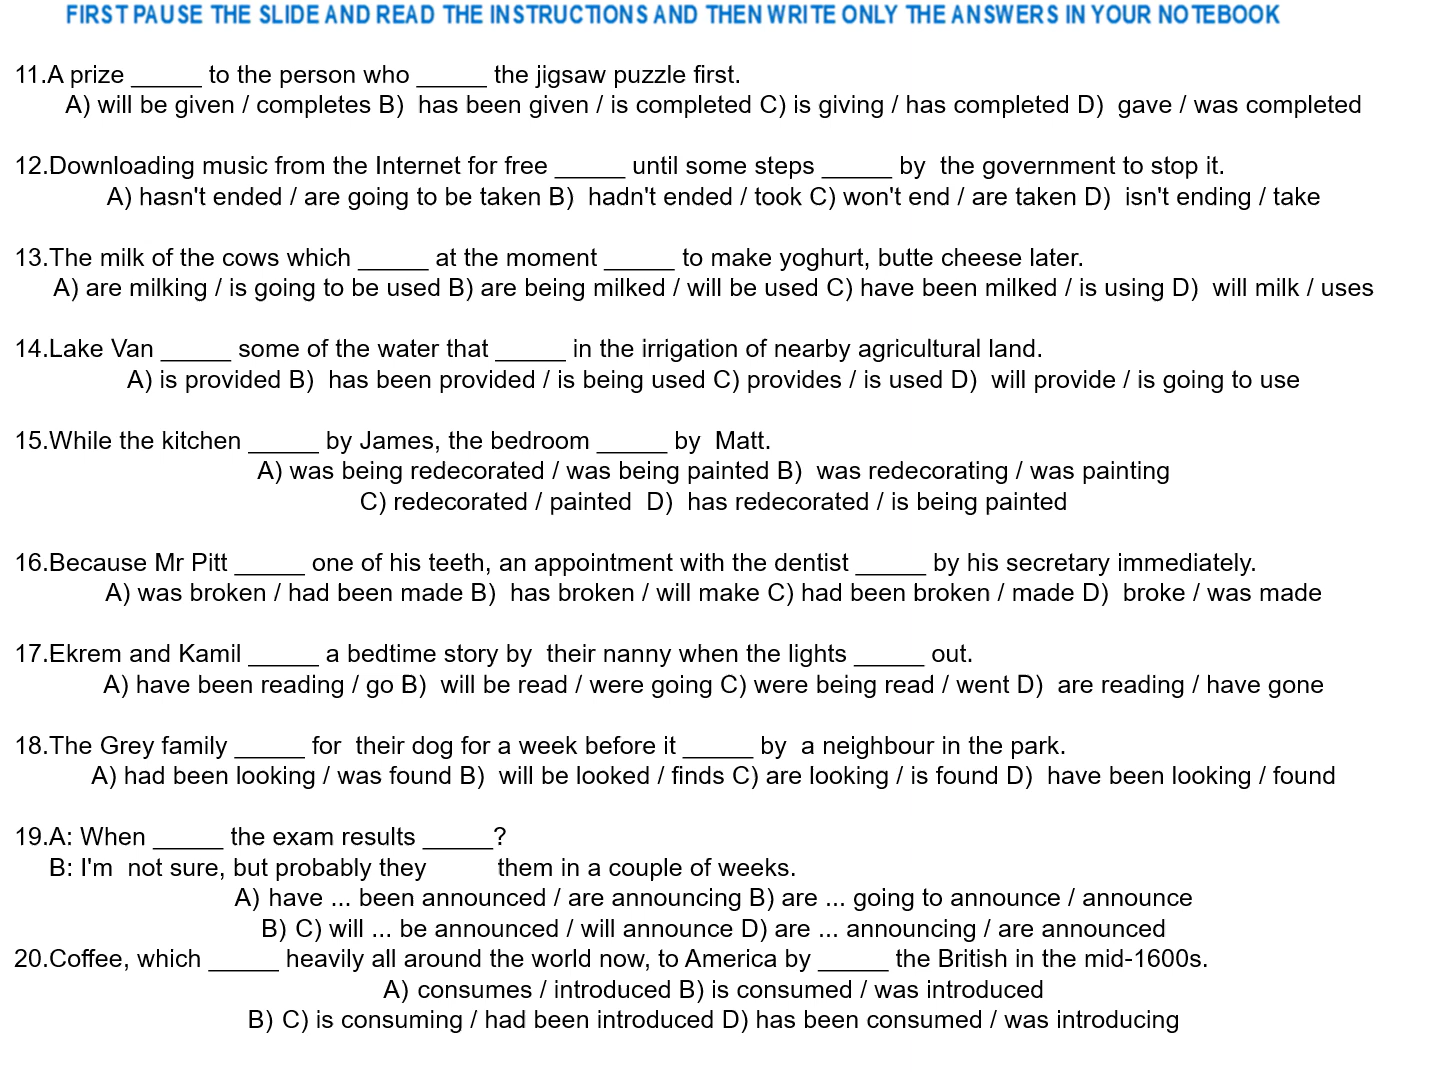 FIRST PAUSE THE SLIDE AND READ THE INSTRUCTIONS AND THEN WRITE ONLY THE ANSWERS IN YOUR NOTEBOOK
11.A prize _____ to the person who _____ the jigsaw puzzle first.
A) will be given / completes B)  has been given / is completed C) is giving / has completed D)  gave / was completed
12.Downloading music from the Internet for free _____ until some steps _____ by  the government to stop it.
A) hasn't ended / are going to be taken B)  hadn't ended / took C) won't end / are taken D)  isn't ending / take
13.The milk of the cows which _____ at the moment _____ to make yoghurt, butte cheese later.
A) are milking / is going to be used B) are being milked / will be used C) have been milked / is using D)  will milk / uses
14.Lake Van _____ some of the water that _____ in the irrigation of nearby agricultural land.
A) is provided B)  has been provided / is being used C) provides / is used D)  will provide / is going to use
15.While the kitchen _____ by James, the bedroom _____ by  Matt.
A) was being redecorated / was being painted B)  was redecorating / was painting
C) redecorated / painted  D)  has redecorated / is being painted
16.Because Mr Pitt _____ one of his teeth, an appointment with the dentist _____ by his secretary immediately.
A) was broken / had been made B)  has broken / will make C) had been broken / made D)  broke / was made
17.Ekrem and Kamil _____ a bedtime story by  their nanny when the lights _____ out.
A) have been reading / go B)  will be read / were going C) were being read / went D)  are reading / have gone
18.The Grey family _____ for  their dog for a week before it _____ by  a neighbour in the park.
A) had been looking / was found B)  will be looked / finds C) are looking / is found D)  have been looking / found
19.A: When _____ the exam results _____?
B: I'm  not sure, but probably they      them in a couple of weeks.
A) have ... been announced / are announcing B) are ... going to announce / announce
B) C) will ... be announced / will announce D) are ... announcing / are announced
20.Coffee, which _____ heavily all around the world now, to America by _____ the British in the mid-1600s.
A) consumes / introduced B) is consumed / was introduced
B) C) is consuming / had been introduced D) has been consumed / was introducing